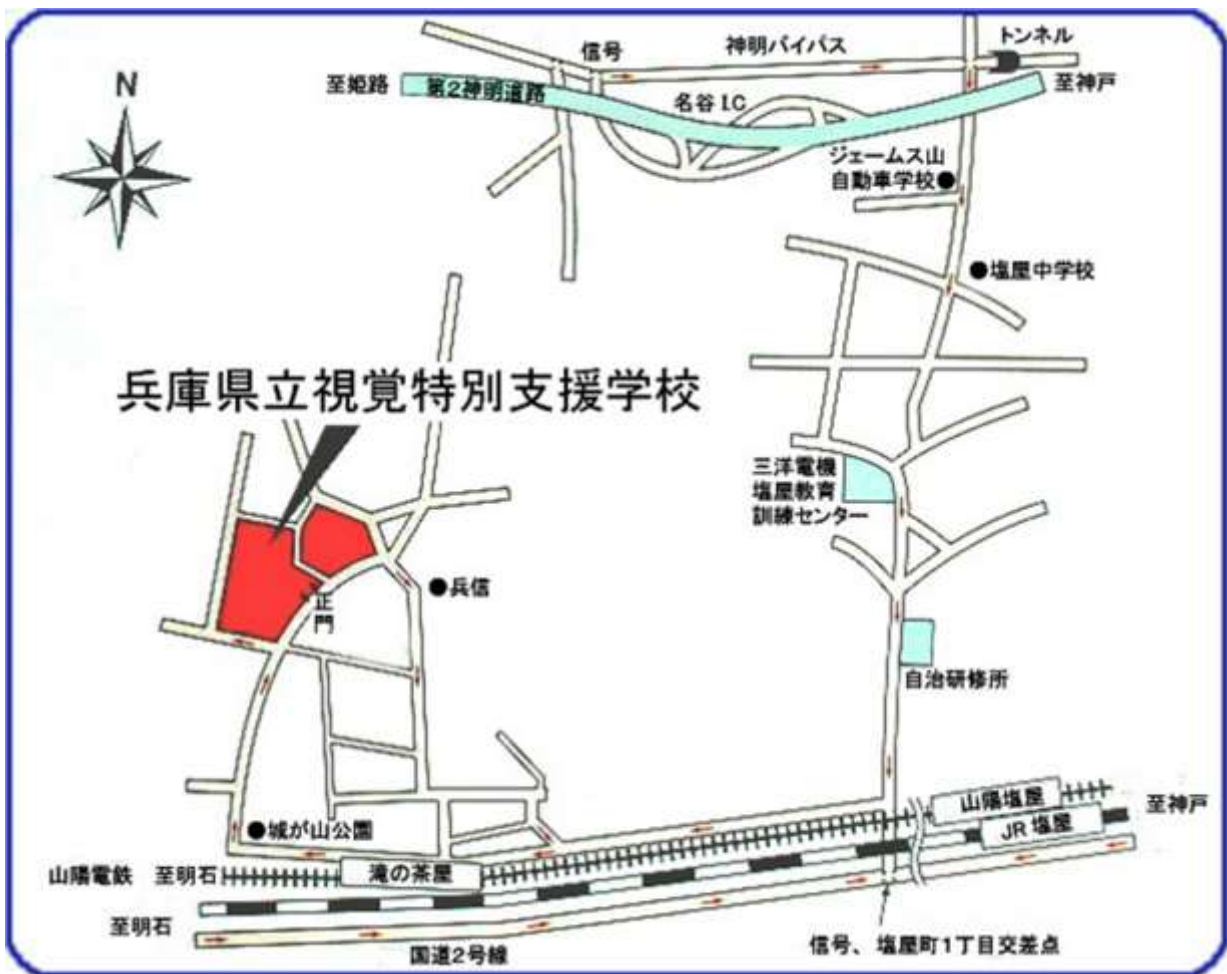 信号
神明バイパス
トンネル
至姫路
第2神明道路
名谷 I.C
至神戸
N
ジェームス山
自動車学校●
●塩屋中学校
兵庫県立視覚特別支援学校
三洋電機
塩屋教育
訓練センター
●兵信
正門
自治研修所
●城が山公園
山陽塩屋
至神戸
JR 塩屋
山陽電鉄 至明石
滝の茶屋
至明石
国道2号線
信号、塩屋町1丁目交差点